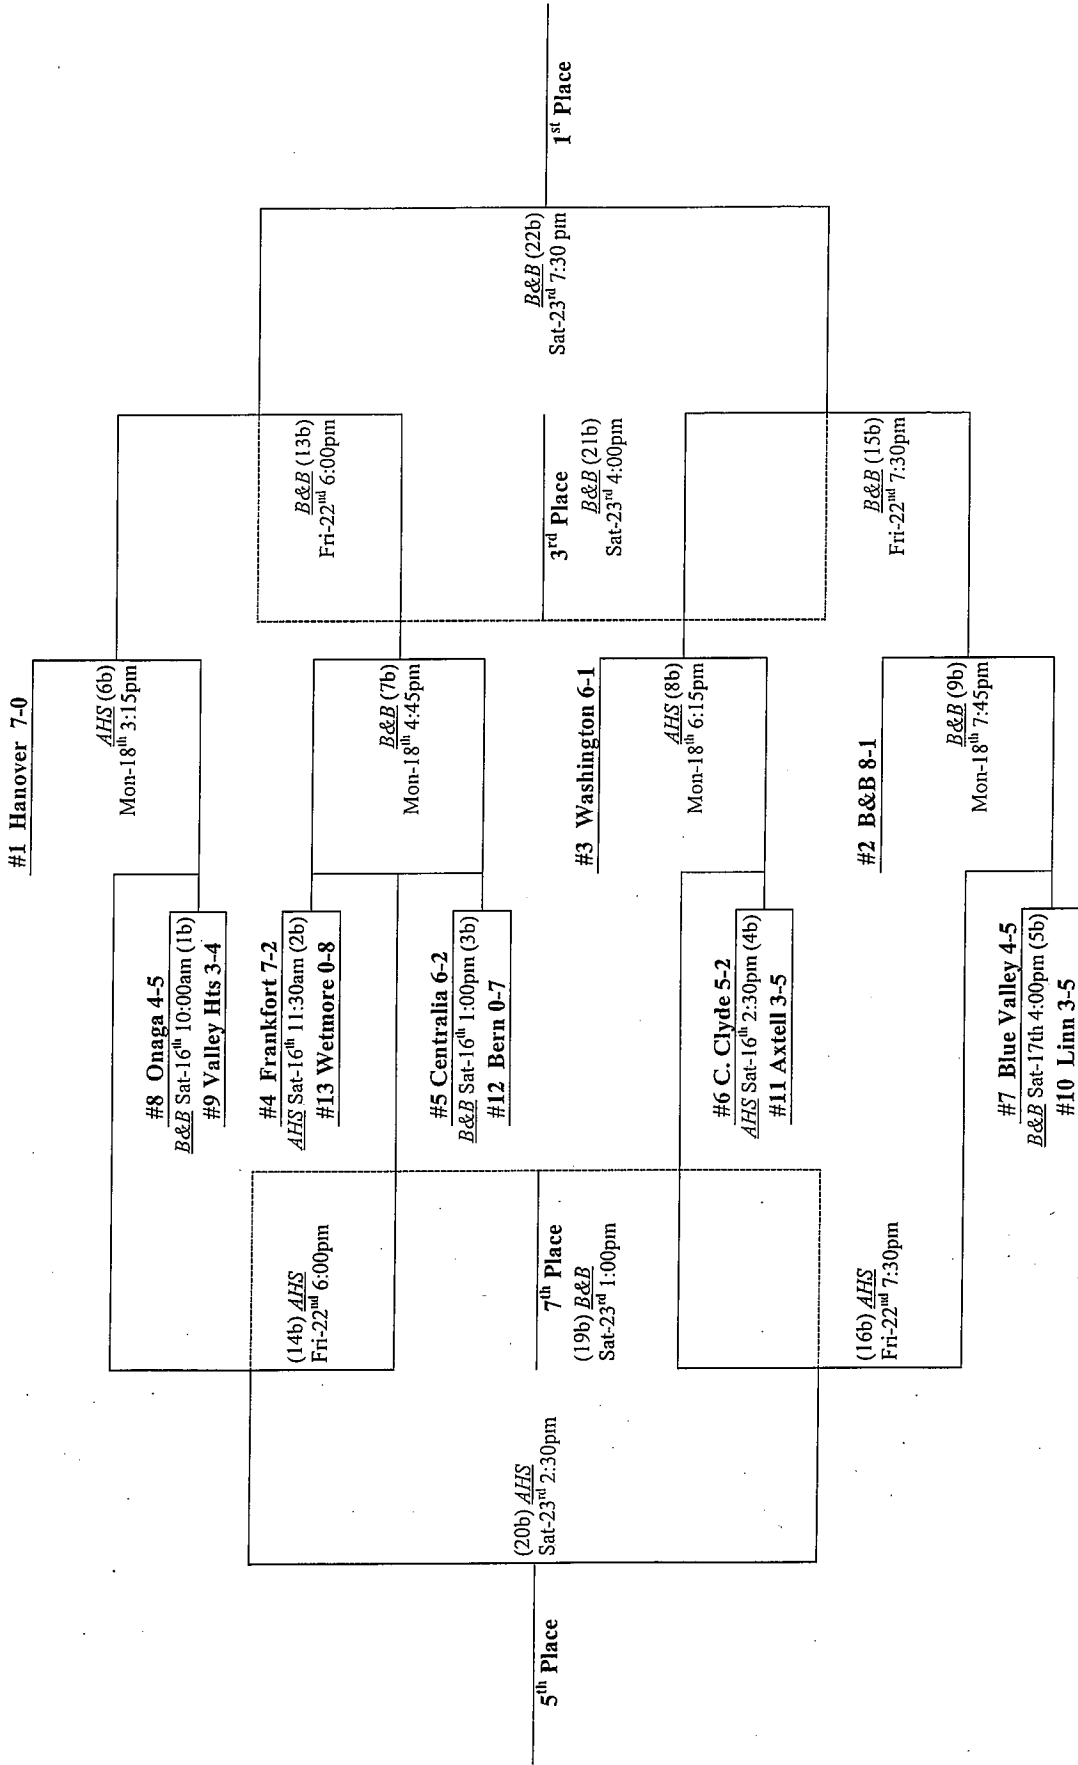 #1 Hanover 7-0
AHS (6b)
Mon-18th 3:15pm
#8 Onaga 4-5
B&B Sat-16th 10:00am (1b)
#9 Valley Hts 3-4
#4 Frankfort 7-2
AHS Sat-16th 11:30am (2b)
#13 Wetmore 0-8
B&B (7b)
Mon-18th 4:45pm
#5 Centralia 6-2
B&B Sat-16th 1:00pm (3b)
#12 Bern 0-7
#3 Washington 6-1
AHS (8b)
Mon-18th 6:15pm
#6 C. Clyde 5-2
AHS Sat-16th 2:30pm (4b)
#11 Axtell 3-5
#2 B&B 8-1
B&B (9b)
Mon-18th 7:45pm
#7 Blue Valley 4-5
B&B Sat-17th 4:00pm (5b)
#10 Linn 3-5
B&B (13b)
Fri-22nd 6:00pm
3rd Place
B&B (21b)
Sat-23rd 4:00pm
B&B (15b)
Fri-22nd 7:30pm
B&B (22b)
Sat-23rd 7:30 pm
1st Place
(14b) AHS
Fri-22nd 6:00pm
7th Place
(19b) B&B
Sat-23rd 1:00pm
(16b) AHS
Fri-22nd 7:30pm
(20b) AHS
Sat-23rd 2:30pm
5th Place